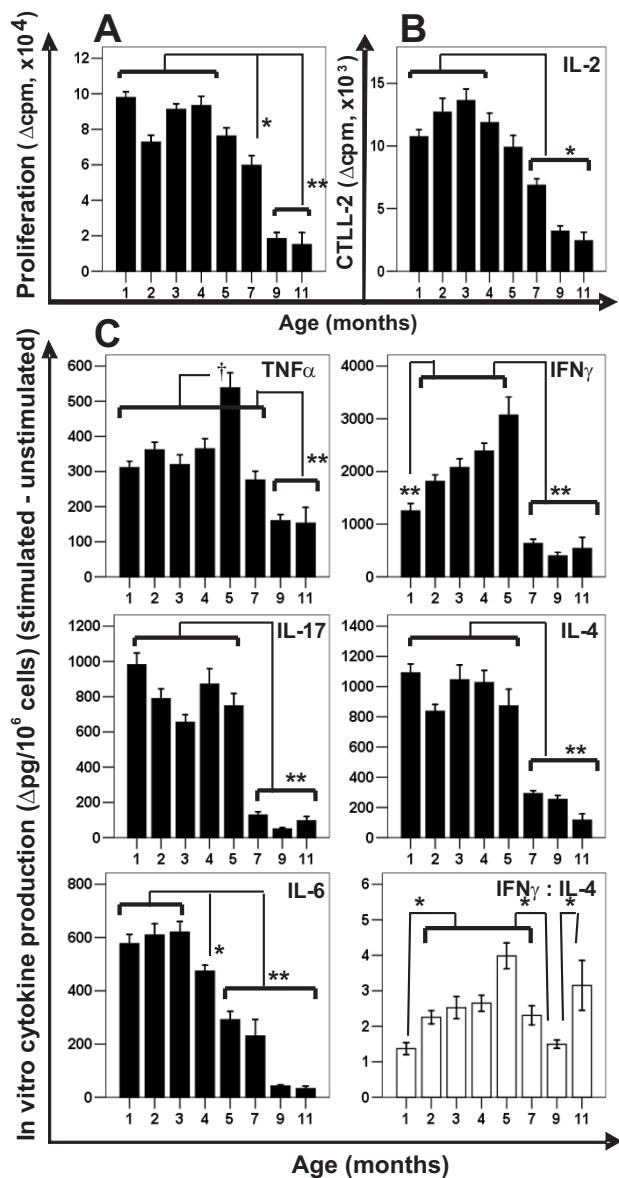 A
Proliferation (Δcpm, x10⁴)
12
10
8
6
4
2
0
*
**
1 2 3 4 5 7 9 11
B
IL-2
CTLL-2 (Δcpm, x10³)
15
10
5
0
*
1 2 3 4 5 7 9 11
Age (months)
C
In vitro cytokine production (Δpg/10⁶ cells) (stimulated - unstimulated)
TNFα
600
500
400
300
200
100
0
†
**
1 2 3 4 5 7 9 11
IFNγ
4000
3000
2000
1000
0
**
**
1 2 3 4 5 7 9 11
IL-17
1200
1000
800
600
400
200
0
**
1 2 3 4 5 7 9 11
IL-4
1400
1200
1000
800
600
400
200
0
**
1 2 3 4 5 7 9 11
IL-6
800
600
400
200
0
*
**
1 2 3 4 5 7 9 11
IFNγ : IL-4
6
5
4
3
2
1
0
* * *
1 2 3 4 5 7 9 11
Age (months)